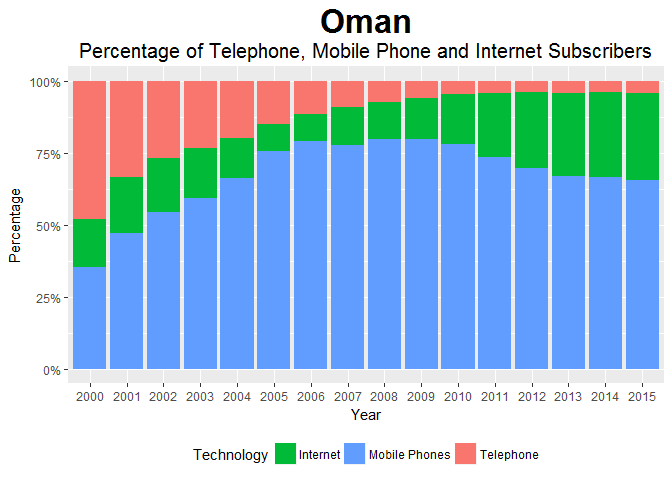 Oman
Percentage of Telephone, Mobile Phone and Internet Subscribers
100%
75%
50%
25%
0%
Percentage
2000 2001 2002 2003 2004 2005 2006 2007 2008 2009 2010 2011 2012 2013 2014 2015
Year
Technology Internet Mobile Phones Telephone